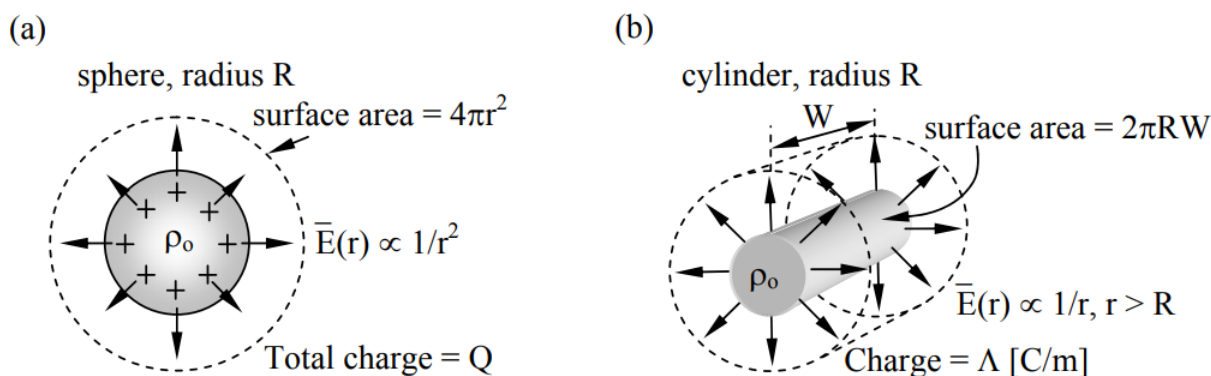 (a)
sphere, radius R
surface area = 4πr²
+ + + + + + + +
ρₒ
E̅(r) ∝ 1/r²
Total charge = Q
(b)
cylinder, radius R
W
surface area = 2πRW
ρₒ
E̅(r) ∝ 1/r, r > R
Charge = Λ [C/m]